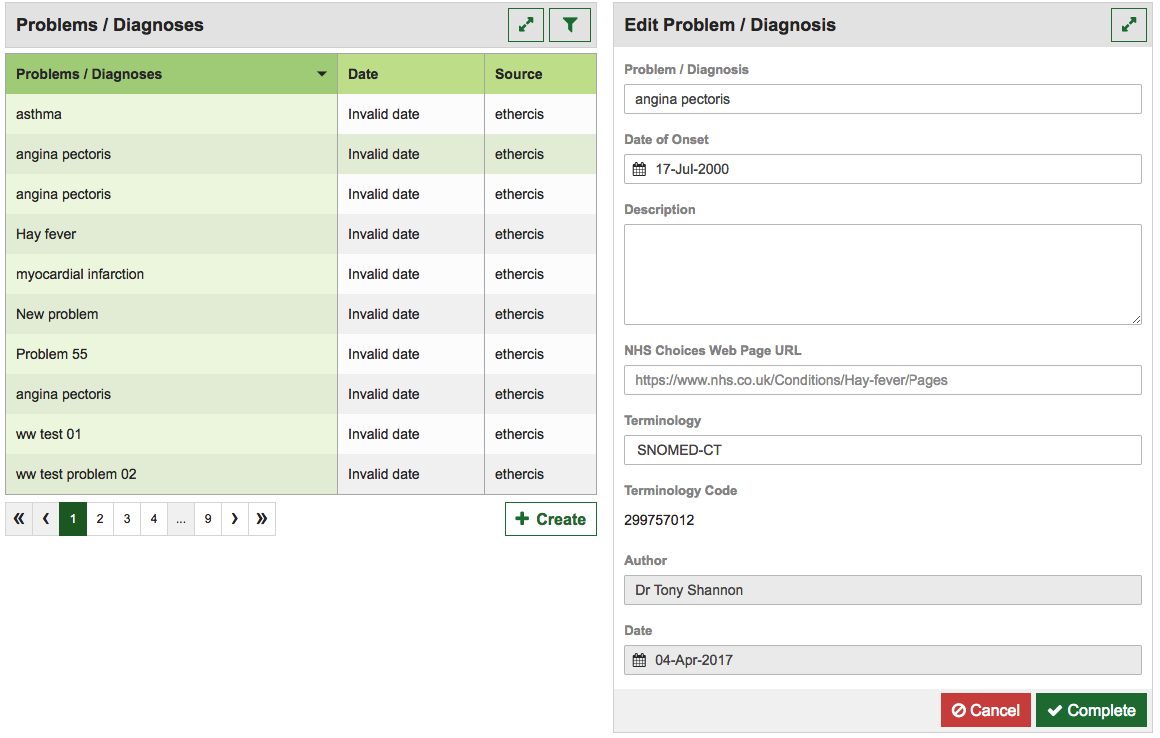 Problems / Diagnoses
Problems / Diagnoses Date Source
asthma Invalid date ethercis
angina pectoris Invalid date ethercis
angina pectoris Invalid date ethercis
Hay fever Invalid date ethercis
myocardial infarction Invalid date ethercis
New problem Invalid date ethercis
Problem 55 Invalid date ethercis
angina pectoris Invalid date ethercis
ww test 01 Invalid date ethercis
ww test problem 02 Invalid date ethercis
« ‹ 1 2 3 4 ... 9 › »
+ Create
Edit Problem / Diagnosis
Problem / Diagnosis
angina pectoris
Date of Onset
17-Jul-2000
Description
NHS Choices Web Page URL
https://www.nhs.co.uk/Conditions/Hay-fever/Pages
Terminology
SNOMED-CT
Terminology Code
299757012
Author
Dr Tony Shannon
Date
04-Apr-2017
Cancel Complete